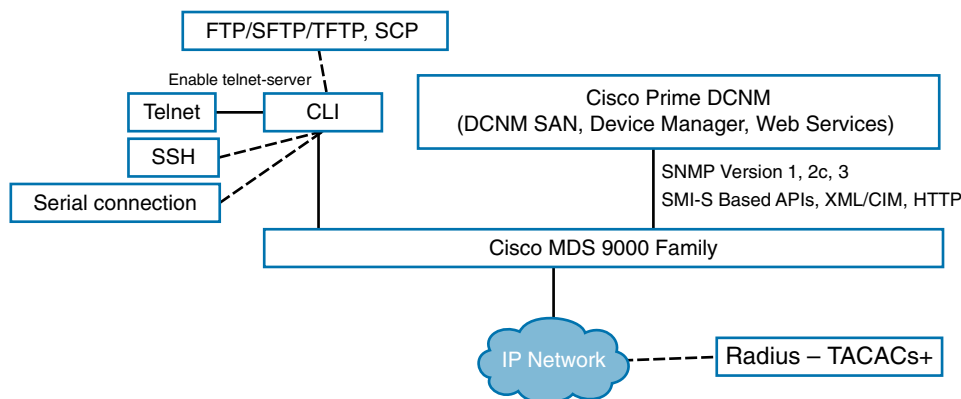 FTP/SFTP/TFTP, SCP
Enable telnet-server
Telnet
CLI
SSH
Serial connection
Cisco Prime DCNM
(DCNM SAN, Device Manager, Web Services)
SNMP Version 1, 2c, 3
SMI-S Based APIs, XML/CIM, HTTP
Cisco MDS 9000 Family
IP Network
Radius – TACACs+